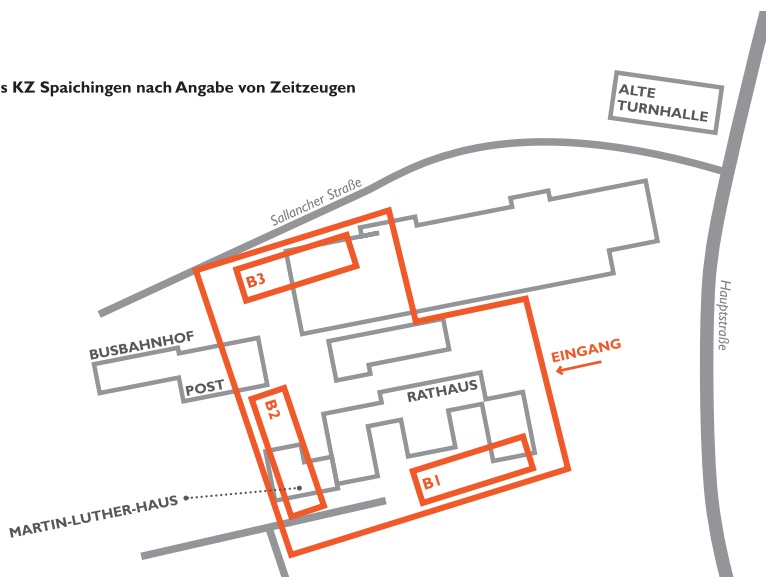 s KZ Spaichingen nach Angabe von Zeitzeugen
ALTE
TURNHALLE
Sallancher Straße
B3
Hauptstraße
BUSBAHNHOF
EINGANG
POST
RATHAUS
B2
B1
MARTIN-LUTHER-HAUS